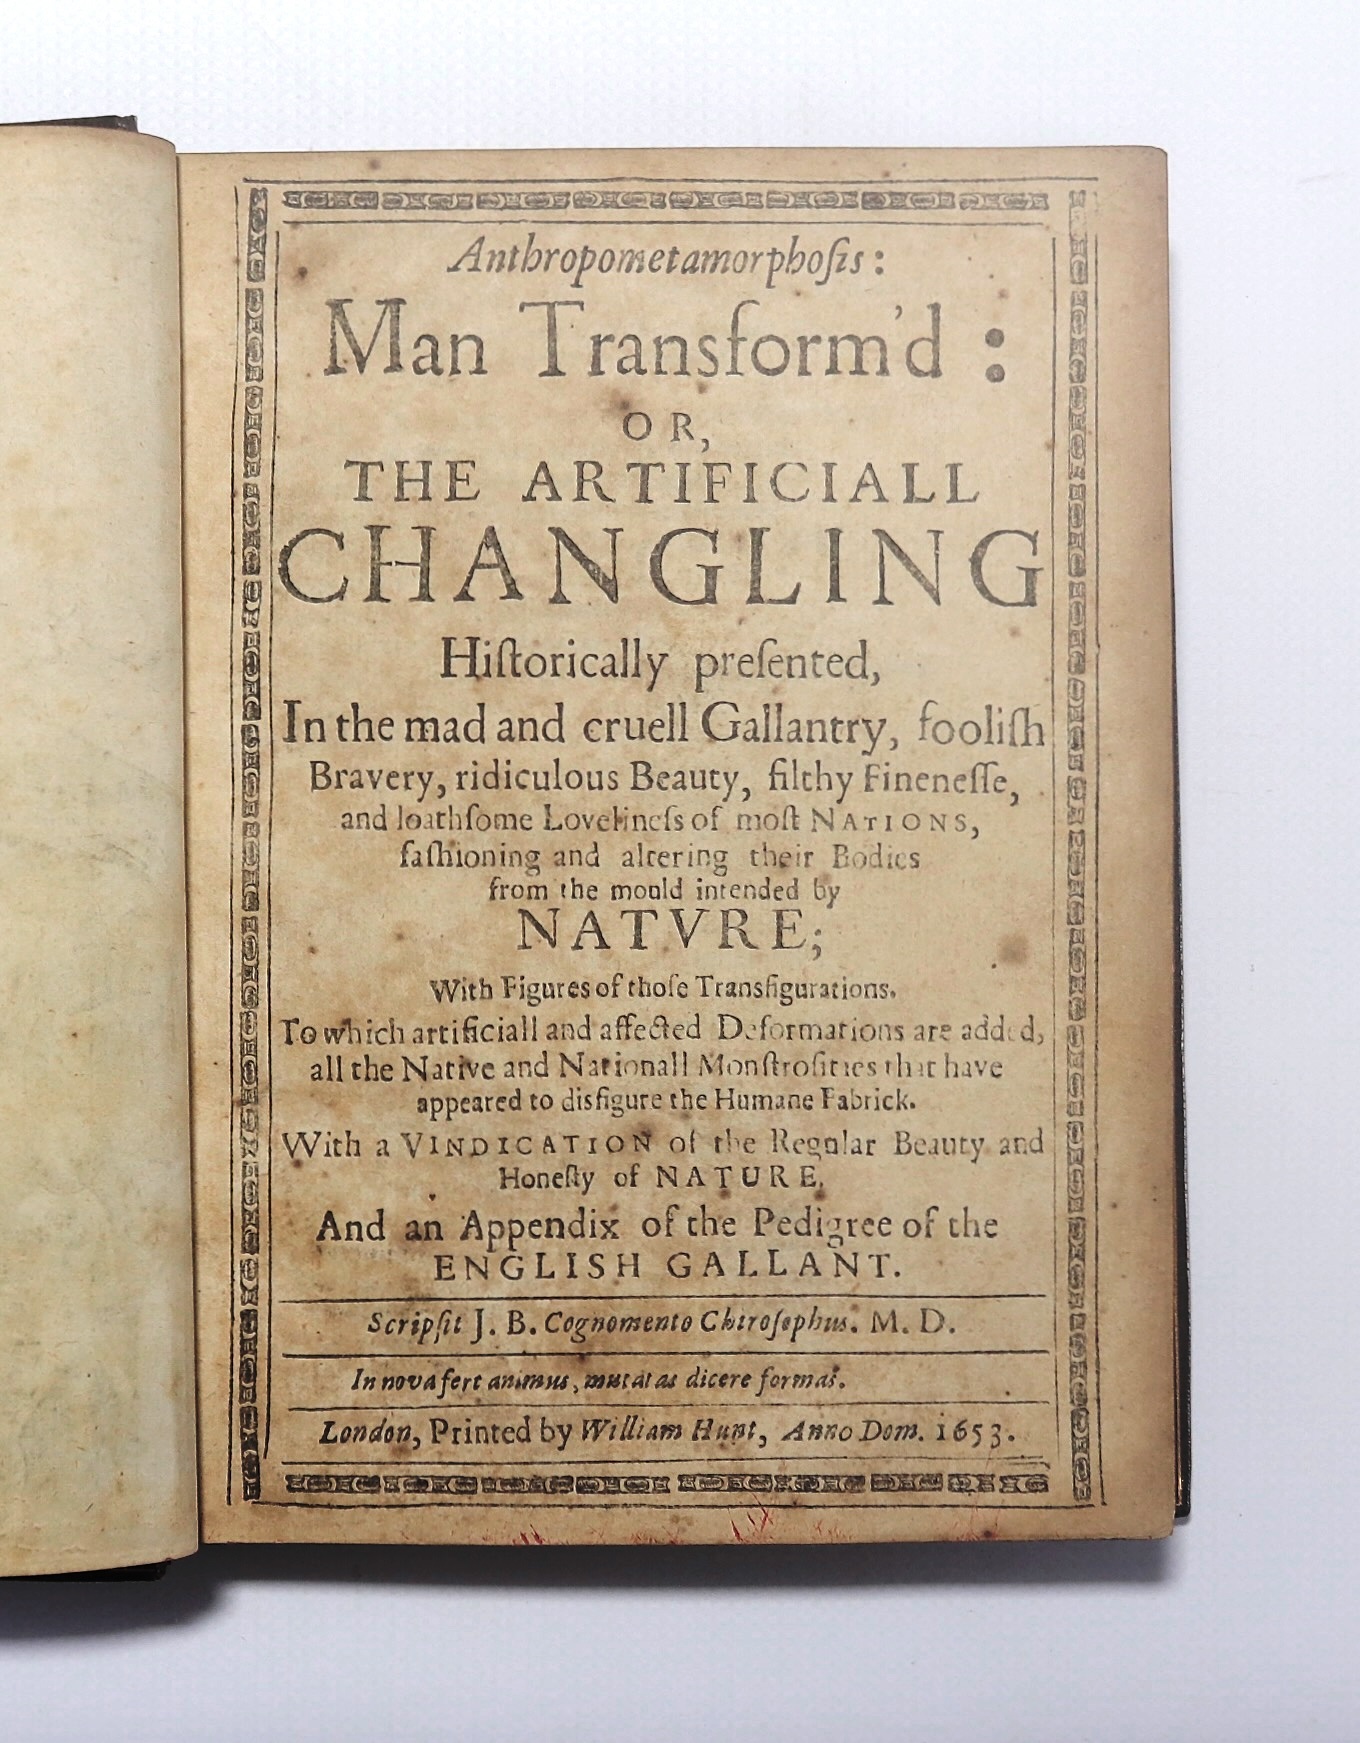 Anthropometamorphoſis:
Man Transform'd:
OR,
THE ARTIFICIALL
CHANGLING
Hiſtorically preſented,
In the mad and cruell Gallantry, fooliſh
Bravery, ridiculous Beauty, filthy Fineneſſe,
and loathſome Lovelineſs of moſt NATIONS,
faſhioning and altering their Bodies
from the mould intended by
NATVRE;
With Figures of thoſe Transfigurations.
To which artificiall and affected Deformations are added,
all the Native and Nationall Monſtroſities that have
appeared to disfigure the Humane Fabrick.
With a VINDICATION of the Regular Beauty and
Honeſty of NATURE.
And an Appendix of the Pedigree of the
ENGLISH GALLANT.
Scripſit J. B. Cognomento Chiroſophus. M. D.
In nova fert animus, mutatas dicere formas.
London, Printed by William Hunt, Anno Dom. 1653.